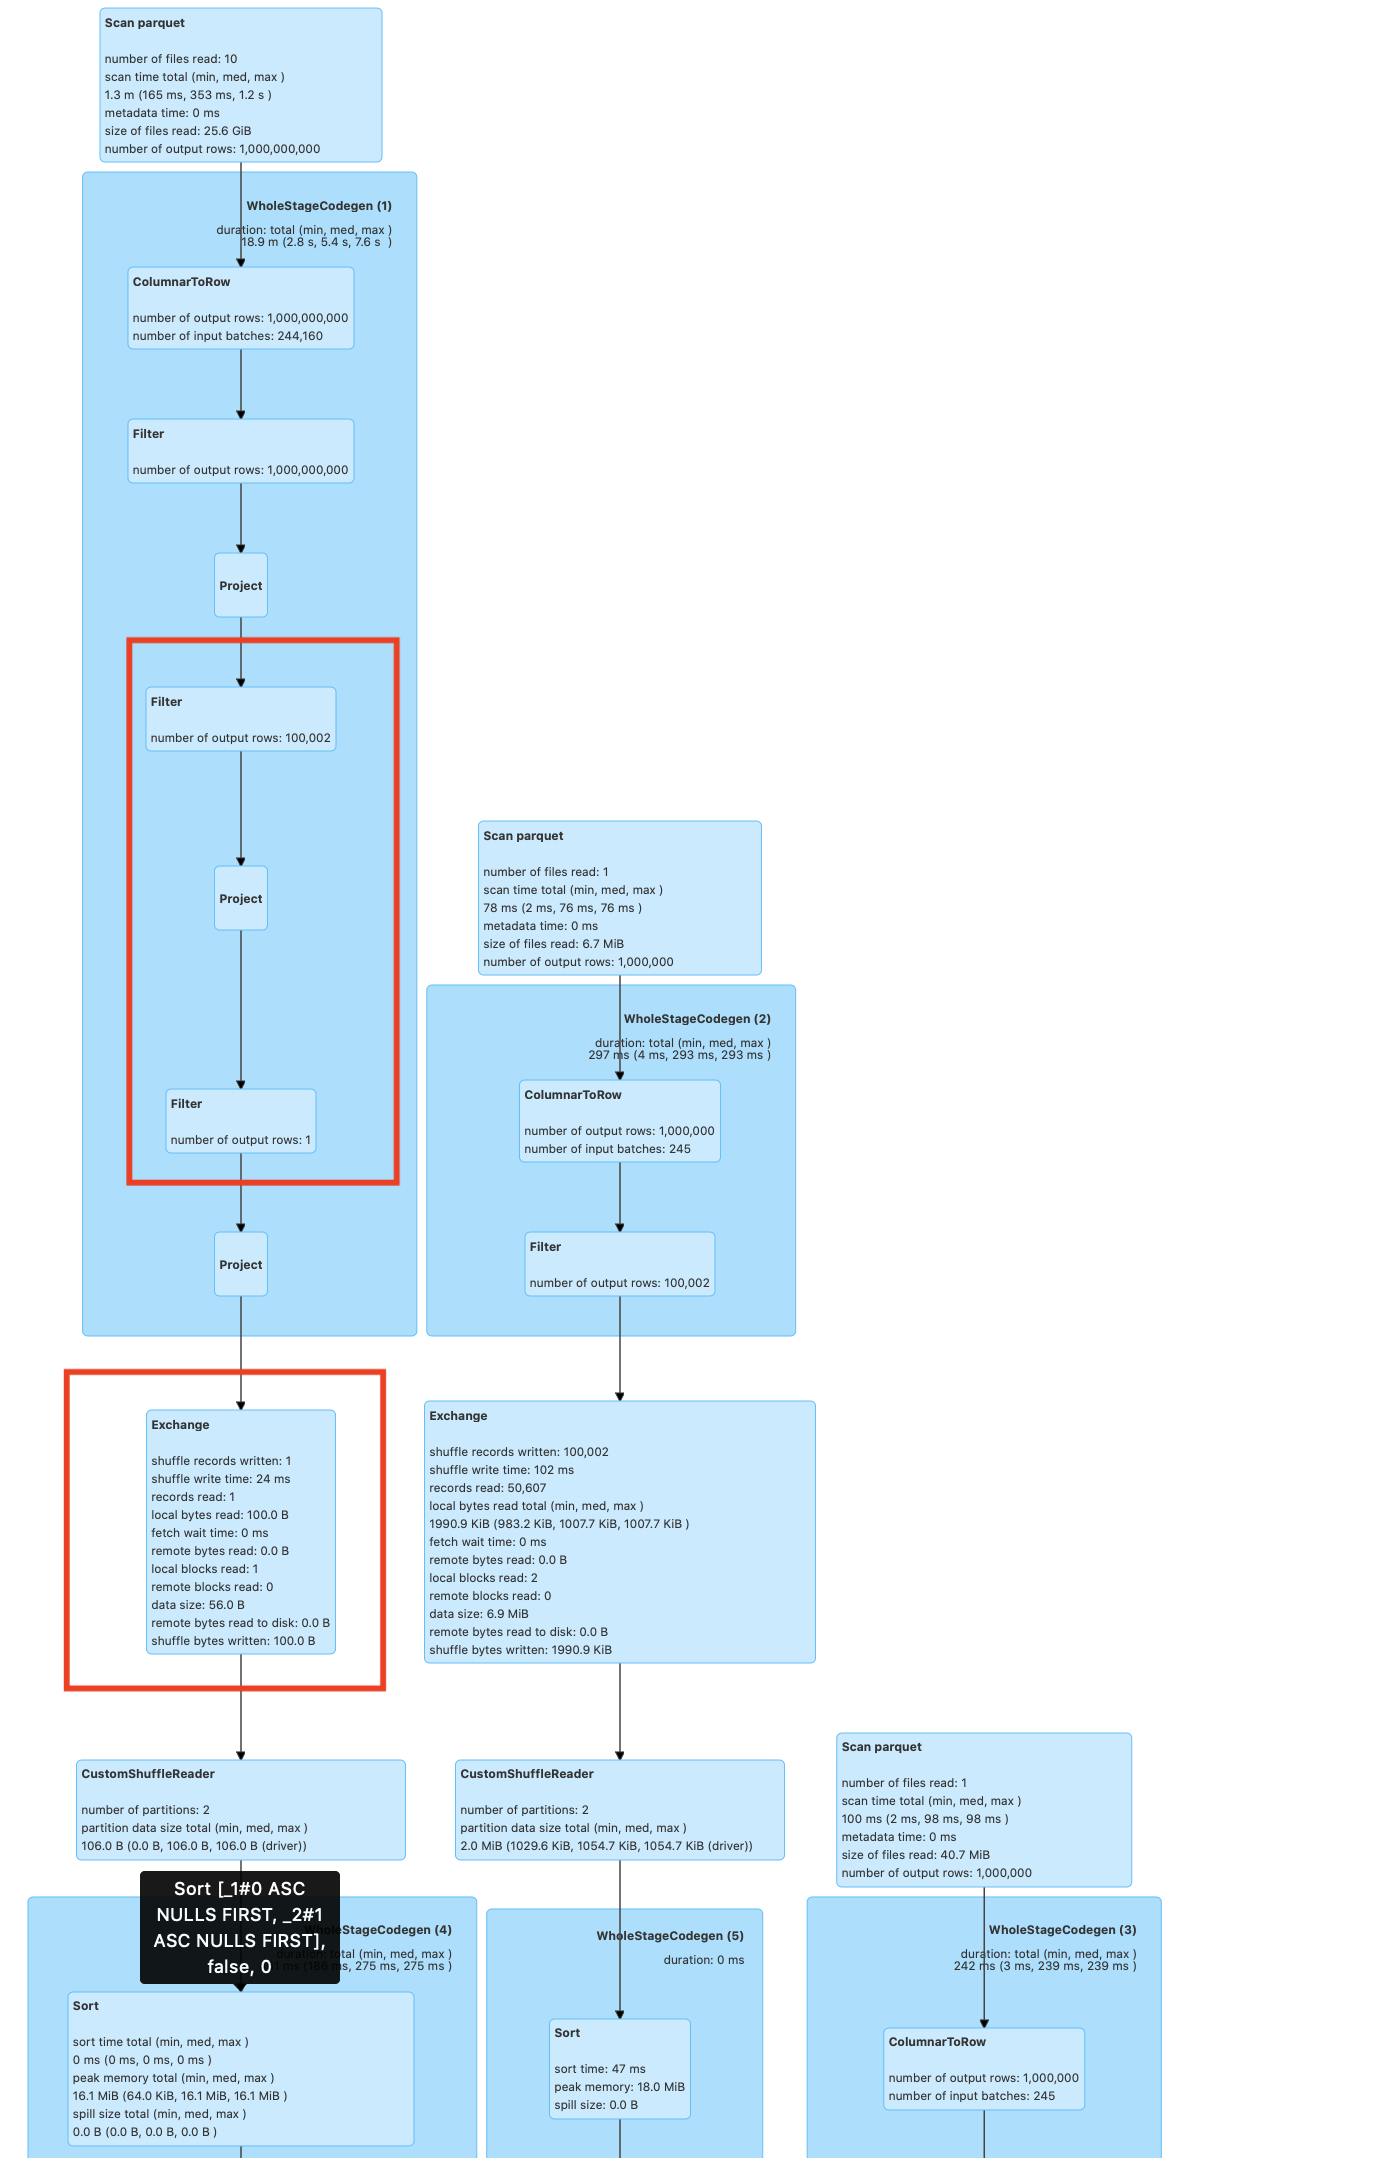 Scan parquet
number of files read: 10
scan time total (min, med, max )
1.3 m (165 ms, 353 ms, 1.2 s )
metadata time: 0 ms
size of files read: 25.6 GiB
number of output rows: 1,000,000,000
WholeStageCodegen (1)
duration: total (min, med, max )
18.9 m (2.8 s, 5.4 s, 7.6 s )
ColumnarToRow
number of output rows: 1,000,000,000
number of input batches: 244,160
Filter
number of output rows: 1,000,000,000
Project
Filter
number of output rows: 100,002
Project
Filter
number of output rows: 1
Project
Exchange
shuffle records written: 1
shuffle write time: 24 ms
records read: 1
local bytes read: 100.0 B
fetch wait time: 0 ms
remote bytes read: 0.0 B
local blocks read: 1
remote blocks read: 0
data size: 56.0 B
remote bytes read to disk: 0.0 B
shuffle bytes written: 100.0 B
CustomShuffleReader
number of partitions: 2
partition data size total (min, med, max )
106.0 B (0.0 B, 106.0 B, 106.0 B (driver))
Sort [_1#0 ASC
NULLS FIRST, _2#1
ASC NULLS FIRST],
false, 0
StageCodegen (4)
total (min, med, max )
ms, 275 ms, 275 ms )
Sort
sort time total (min, med, max )
0 ms (0 ms, 0 ms, 0 ms )
peak memory total (min, med, max )
16.1 MiB (64.0 KiB, 16.1 MiB, 16.1 MiB )
spill size total (min, med, max )
0.0 B (0.0 B, 0.0 B, 0.0 B )
Scan parquet
number of files read: 1
scan time total (min, med, max )
78 ms (2 ms, 76 ms, 76 ms )
metadata time: 0 ms
size of files read: 6.7 MiB
number of output rows: 1,000,000
WholeStageCodegen (2)
duration: total (min, med, max )
297 ms (4 ms, 293 ms, 293 ms )
ColumnarToRow
number of output rows: 1,000,000
number of input batches: 245
Filter
number of output rows: 100,002
Exchange
shuffle records written: 100,002
shuffle write time: 102 ms
records read: 50,607
local bytes read total (min, med, max )
1990.9 KiB (983.2 KiB, 1007.7 KiB, 1007.7 KiB )
fetch wait time: 0 ms
remote bytes read: 0.0 B
local blocks read: 2
remote blocks read: 0
data size: 6.9 MiB
remote bytes read to disk: 0.0 B
shuffle bytes written: 1990.9 KiB
CustomShuffleReader
number of partitions: 2
partition data size total (min, med, max )
2.0 MiB (1029.6 KiB, 1054.7 KiB, 1054.7 KiB (driver))
WholeStageCodegen (5)
duration: 0 ms
Sort
sort time: 47 ms
peak memory: 18.0 MiB
spill size: 0.0 B
Scan parquet
number of files read: 1
scan time total (min, med, max )
100 ms (2 ms, 98 ms, 98 ms )
metadata time: 0 ms
size of files read: 40.7 MiB
number of output rows: 1,000,000
WholeStageCodegen (3)
duration: total (min, med, max )
242 ms (3 ms, 239 ms, 239 ms )
ColumnarToRow
number of output rows: 1,000,000
number of input batches: 245